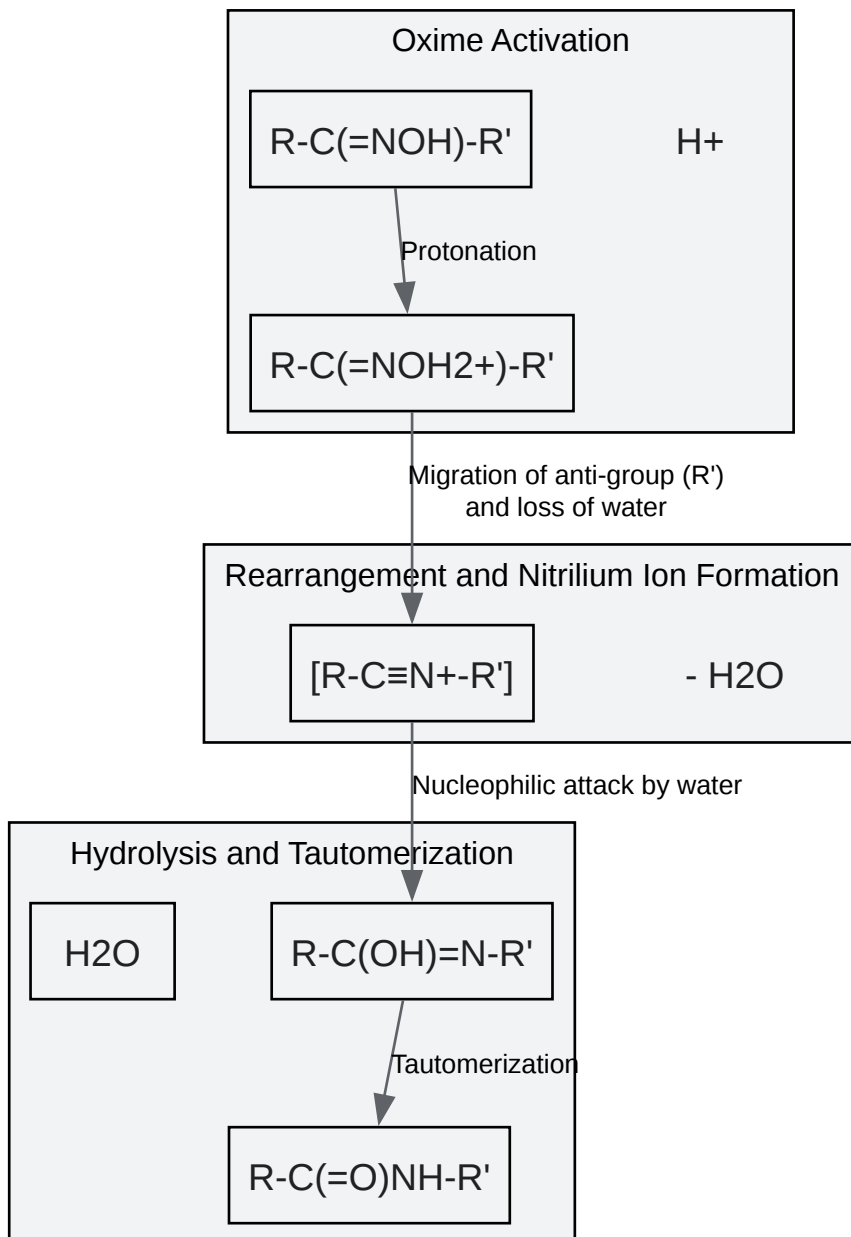 Oxime Activation
R-C(=NOH)-R'
H+
Protonation
R-C(=NOH2+)-R'
Migration of anti-group (R')
and loss of water
Rearrangement and Nitrilium Ion Formation
[R-C≡N+-R']
- H2O
Nucleophilic attack by water
Hydrolysis and Tautomerization
H2O
R-C(OH)=N-R'
Tautomerization
R-C(=O)NH-R'